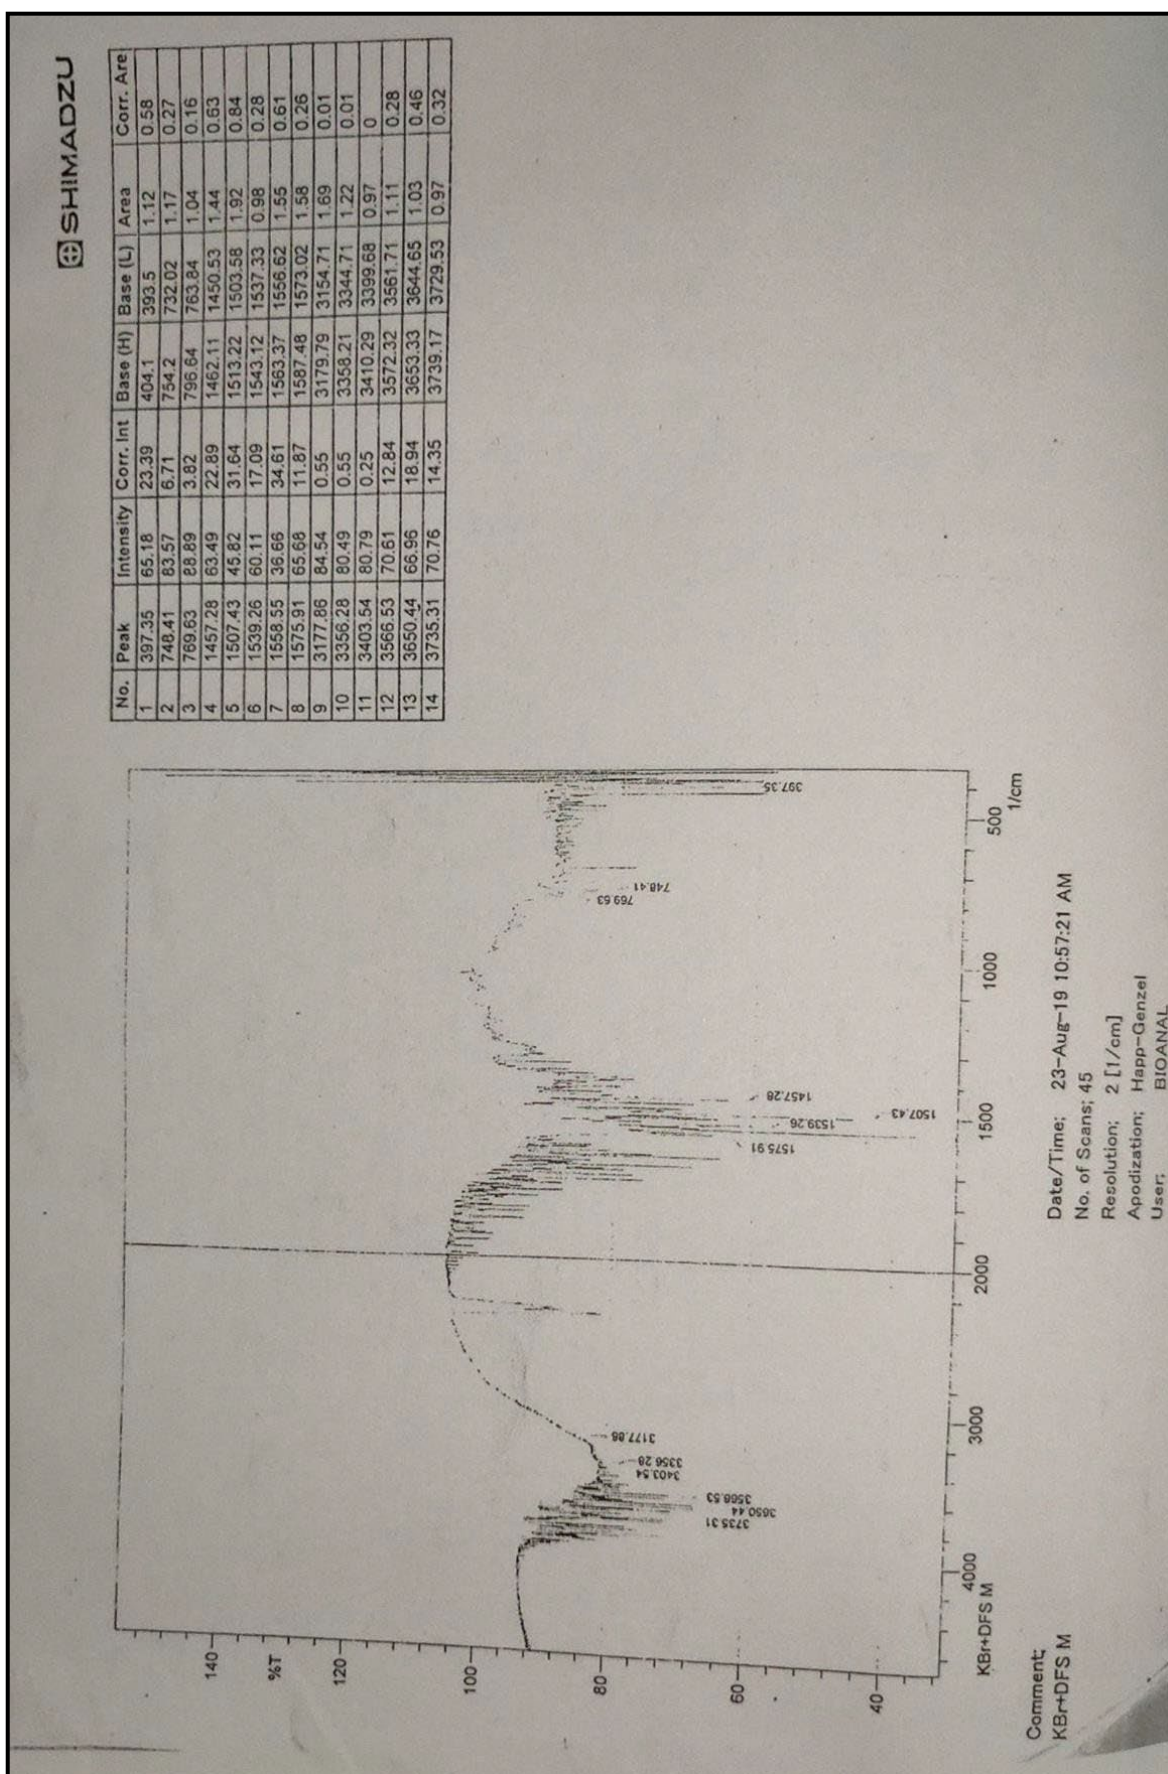 SHIMADZU
No. Peak Intensity Corr. Int Base (H) Base (L) Area Corr. Are
1 397.35 65.18 23.39 404.1 393.5 1.12 0.58
2 748.41 83.57 6.71 754.2 732.02 1.17 0.27
3 769.63 88.89 3.82 796.64 763.84 1.04 0.16
4 1457.28 63.49 22.89 1462.11 1450.53 1.44 0.63
5 1507.43 45.82 31.64 1513.22 1503.58 1.92 0.84
6 1539.26 60.11 17.09 1543.12 1537.33 0.98 0.28
7 1558.55 36.66 34.61 1563.37 1556.62 1.55 0.61
8 1575.91 65.68 11.87 1587.48 1573.02 1.58 0.26
9 3177.86 84.54 0.55 3179.79 3154.71 1.69 0.01
10 3356.28 80.49 0.55 3358.21 3344.71 1.22 0.01
11 3403.54 80.79 0.25 3410.29 3399.68 0.97 0
12 3566.53 70.61 12.84 3572.32 3561.71 1.11 0.28
13 3650.44 66.96 18.94 3653.33 3644.65 1.03 0.46
14 3735.31 70.76 14.35 3739.17 3729.53 0.97 0.32
140
%T
120
100
80
60
40
3735.31
3650.44
3566.53
3403.54
3356.28
3177.86
1575.91
1539.26
1507.43
1457.28
769.63
748.41
397.35
4000
3000
2000
1500
1000
500
1/cm
KBr+DFS M
Comment;
KBr+DFS M
Date/Time; 23-Aug-19 10:57:21 AM
No. of Scans; 45
Resolution; 2 [1/cm]
Apodization; Happ-Genzel
User; BIOANAL